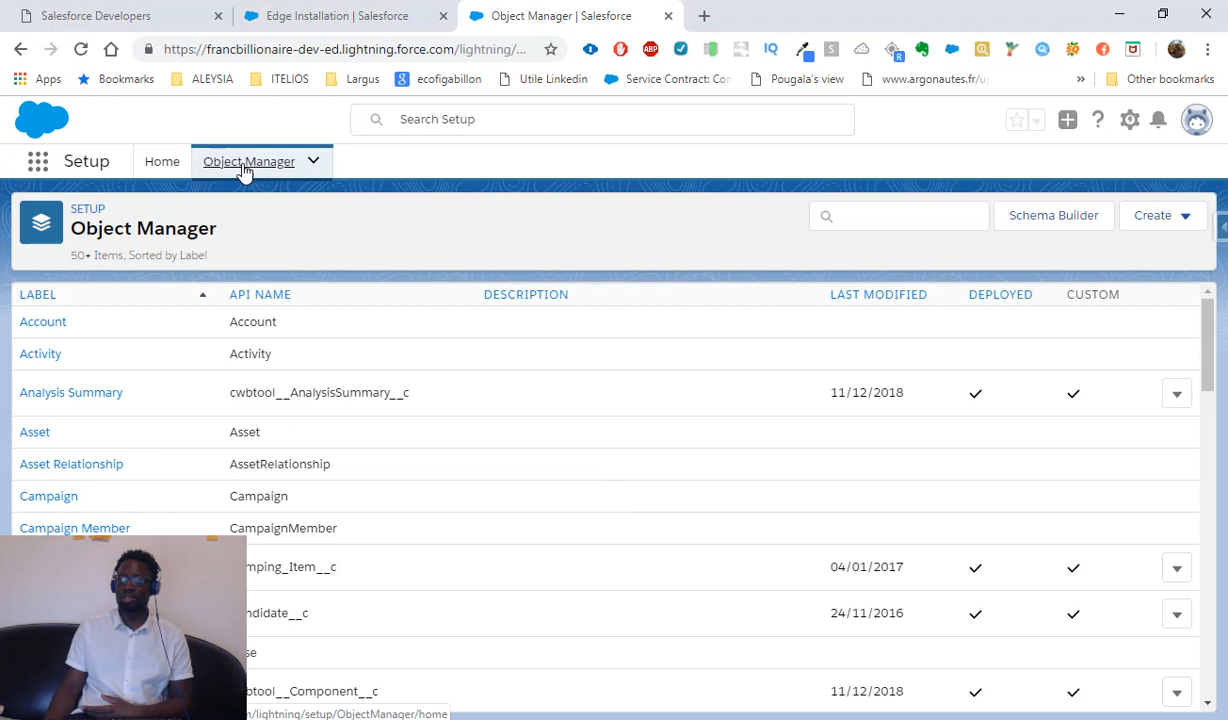 Salesforce Developers
Edge Installation | Salesforce
Object Manager | Salesforce
https://francbillionaire-dev-ed.lightning.force.com/lightning/...
ABP
Apps
Bookmarks
ALEYSIA
ITELIOS
Largus
ecofigabillon
Utile Linkedin
Service Contract: Con
Pougala's view
www.argonautes.fr/u
Other bookmarks
Search Setup
Setup
Home
Object Manager
SETUP
Object Manager
50+ Items, Sorted by Label
Schema Builder
Create
LABEL API NAME DESCRIPTION LAST MODIFIED DEPLOYED CUSTOM
Account Account
Activity Activity
Analysis Summary cwbtool__AnalysisSummary__c 11/12/2018
Asset Asset
Asset Relationship AssetRelationship
Campaign Campaign
Campaign Member CampaignMember
mping_Item__c 04/01/2017
ndidate__c 24/11/2016
se
btool__Component__c 11/12/2018
m/lightning/setup/ObjectManager/home